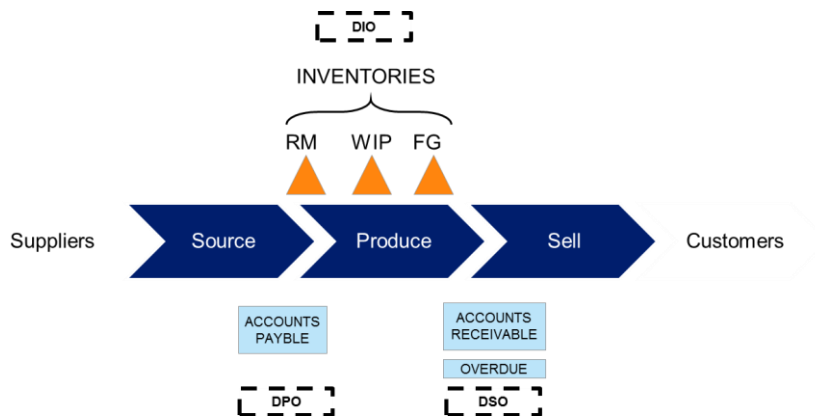 DIO
INVENTORIES
RM WIP FG
Suppliers Source Produce Sell Customers
ACCOUNTS
PAYBLE
ACCOUNTS
RECEIVABLE
OVERDUE
DPO DSO